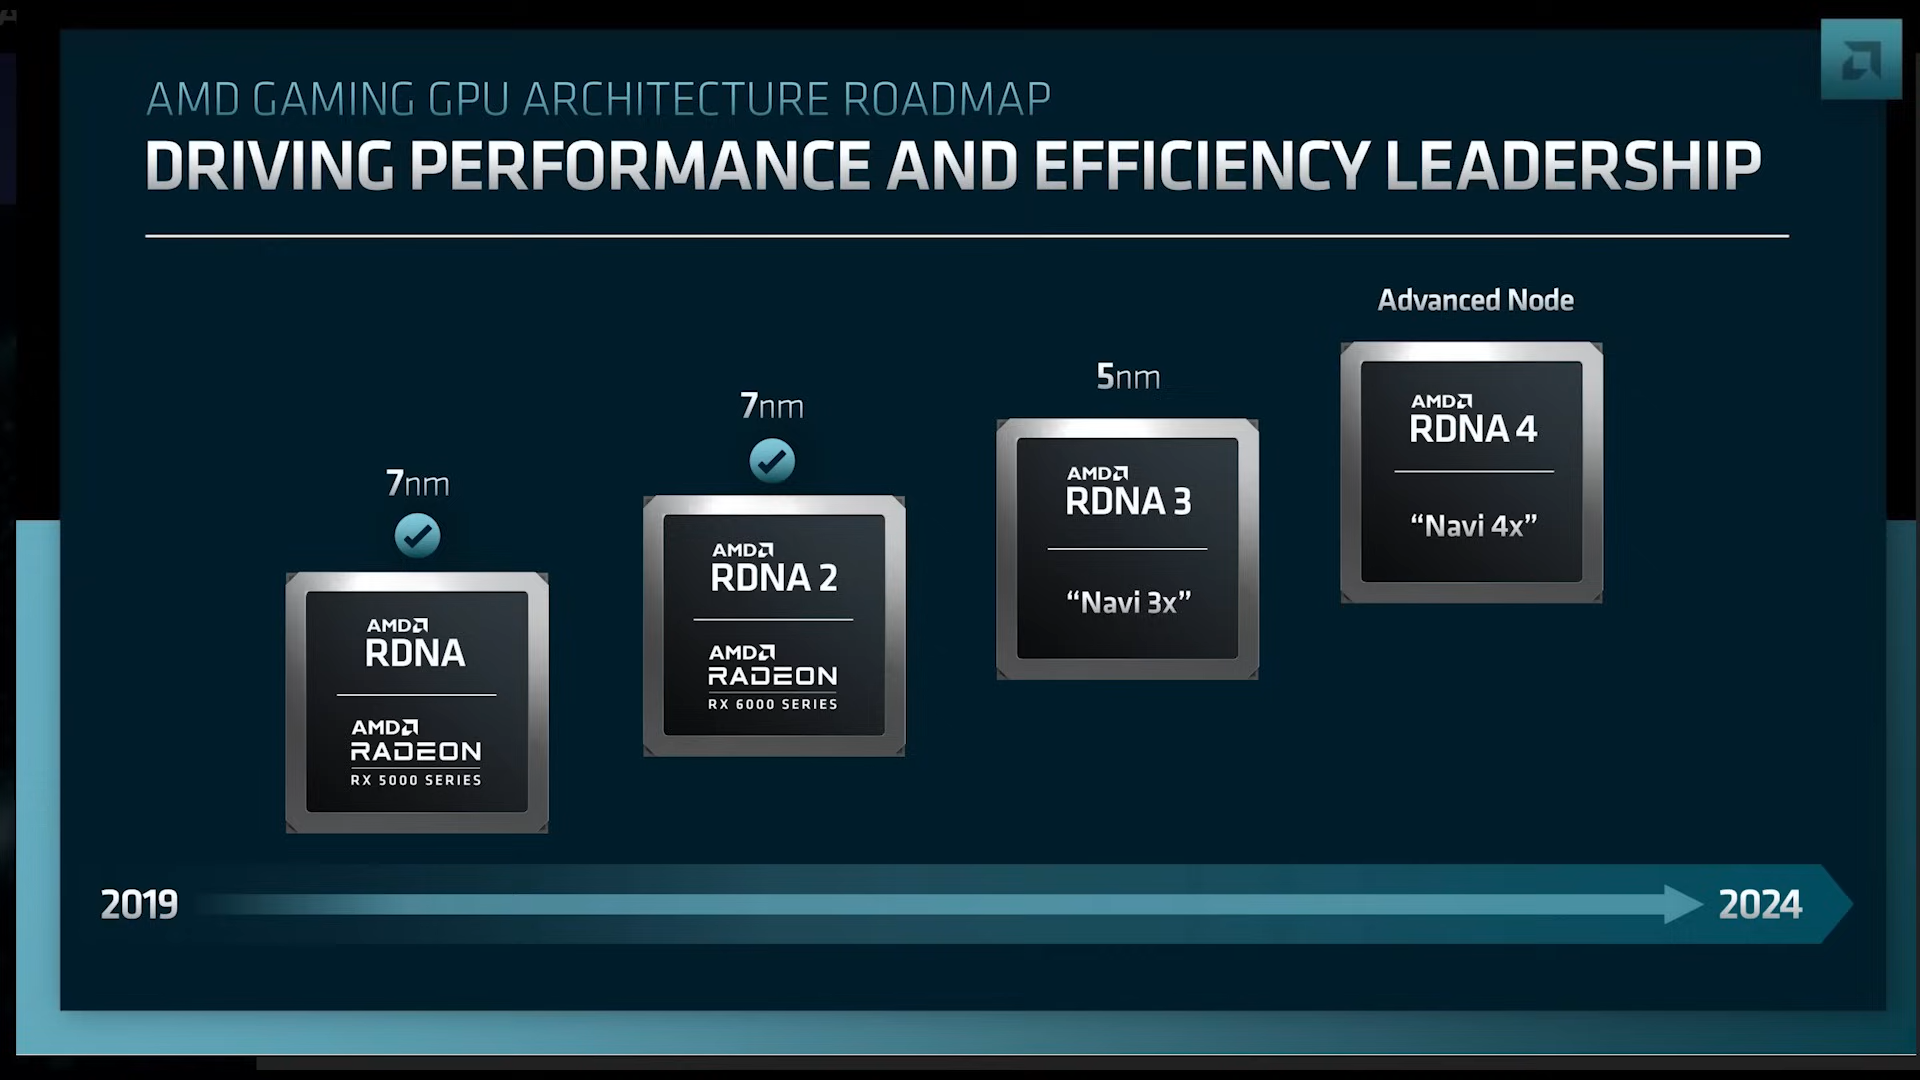 AMD GAMING GPU ARCHITECTURE ROADMAP
DRIVING PERFORMANCE AND EFFICIENCY LEADERSHIP
7nm
AMD
RDNA
AMD
RADEON
RX 5000 SERIES
7nm
AMD
RDNA 2
AMD
RADEON
RX 6000 SERIES
5nm
AMD
RDNA 3
“Navi 3x”
Advanced Node
AMD
RDNA 4
“Navi 4x”
2019
2024